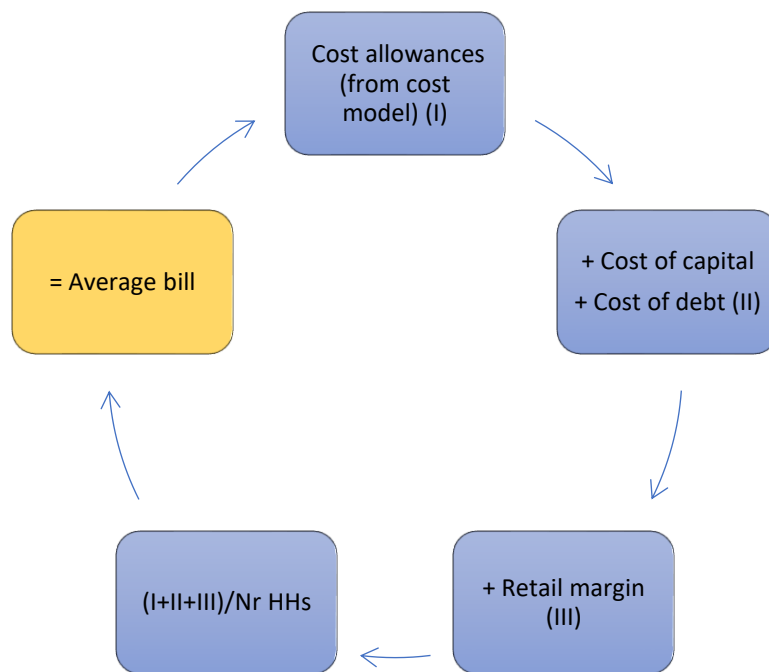 Cost allowances
(from cost
model) (I)
+ Cost of capital
+ Cost of debt (II)
+ Retail margin
(III)
(I+II+III)/Nr HHs
= Average bill